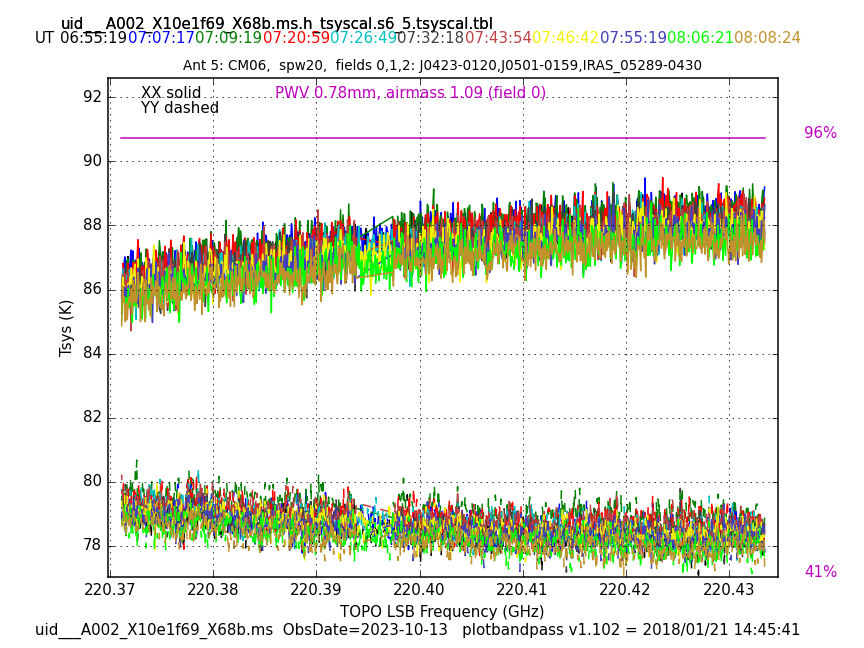 uid___A002_X10e1f69_X68b.ms.h_tsyscal.s6_5.tsyscal.tbl
UT 06:55:19 07:07:17 07:09:19 07:20:59 07:26:49 07:32:18 07:43:54 07:46:42 07:55:19 08:06:21 08:08:24
Ant 5: CM06,  spw20,  fields 0,1,2: J0423-0120,J0501-0159,IRAS_05289-0430
XX solid
YY dashed
PWV 0.78mm, airmass 1.09 (field 0)
96%
41%
92
90
88
86
84
82
80
78
Tsys (K)
220.37 220.38 220.39 220.40 220.41 220.42 220.43
TOPO LSB Frequency (GHz)
uid___A002_X10e1f69_X68b.ms  ObsDate=2023-10-13   plotbandpass v1.102 = 2018/01/21 14:45:41